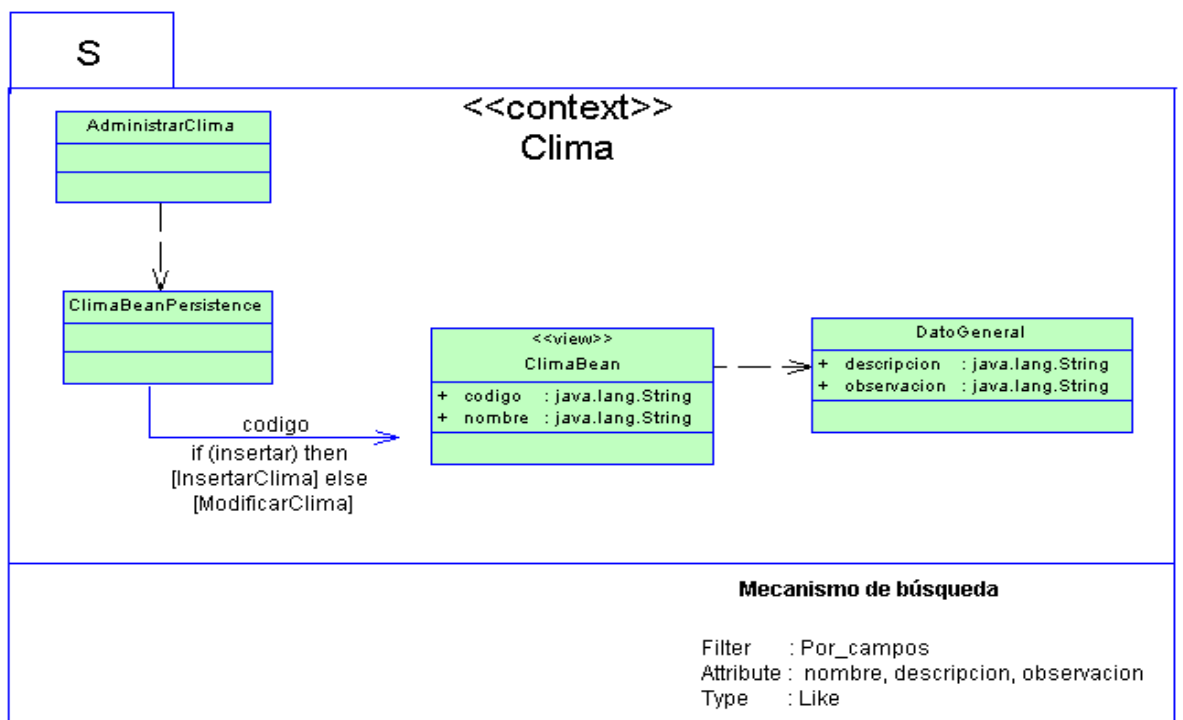 S
<<context>>
Clima
AdministrarClima
ClimaBeanPersistence
codigo
if (insertar) then
[InsertarClima] else
[ModificarClima]
<<view>>
ClimaBean
+ codigo : java.lang.String
+ nombre : java.lang.String
DatoGeneral
+ descripcion : java.lang.String
+ observacion : java.lang.String
Mecanismo de búsqueda
Filter : Por_campos
Attribute : nombre, descripcion, observacion
Type : Like